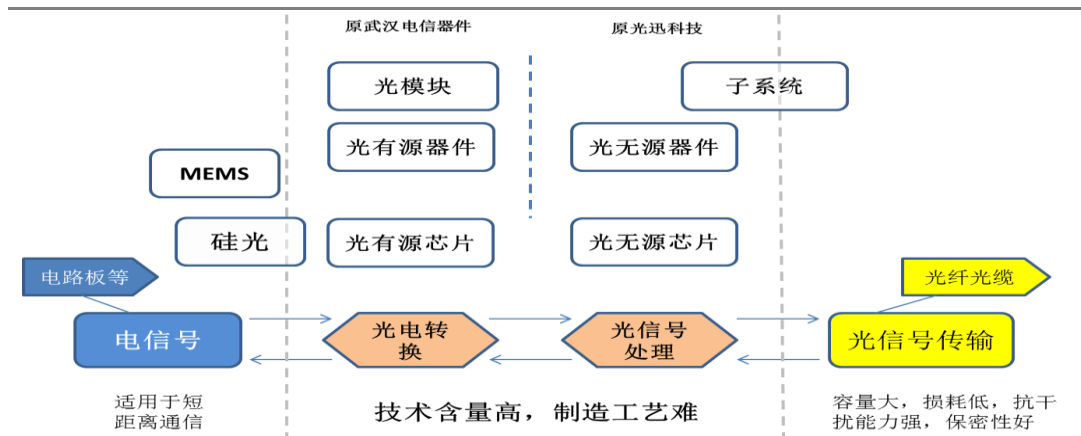 原武汉电信器件
原光迅科技
光模块
子系统
光有源器件
光无源器件
MEMS
硅光
光有源芯片
光无源芯片
电路板等
光纤光缆
电信号
光电转
换
光信号
处理
光信号传输
适用于短
距离通信
技术含量高，制造工艺难
容量大，损耗低，抗干
扰能力强，保密性好